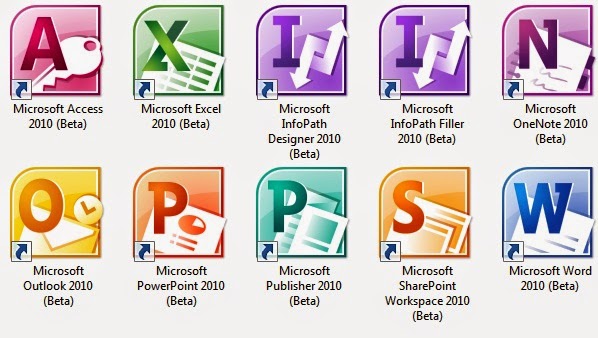 A
Microsoft Access
2010 (Beta)
X
Microsoft Excel
2010 (Beta)
I
Microsoft
InfoPath
Designer 2010
(Beta)
I
Microsoft
InfoPath Filler
2010 (Beta)
N
Microsoft
OneNote 2010
(Beta)
O
Microsoft
Outlook 2010
(Beta)
P
Microsoft
PowerPoint 2010
(Beta)
P
Microsoft
Publisher 2010
(Beta)
S
Microsoft
SharePoint
Workspace 2010
(Beta)
W
Microsoft Word
2010 (Beta)